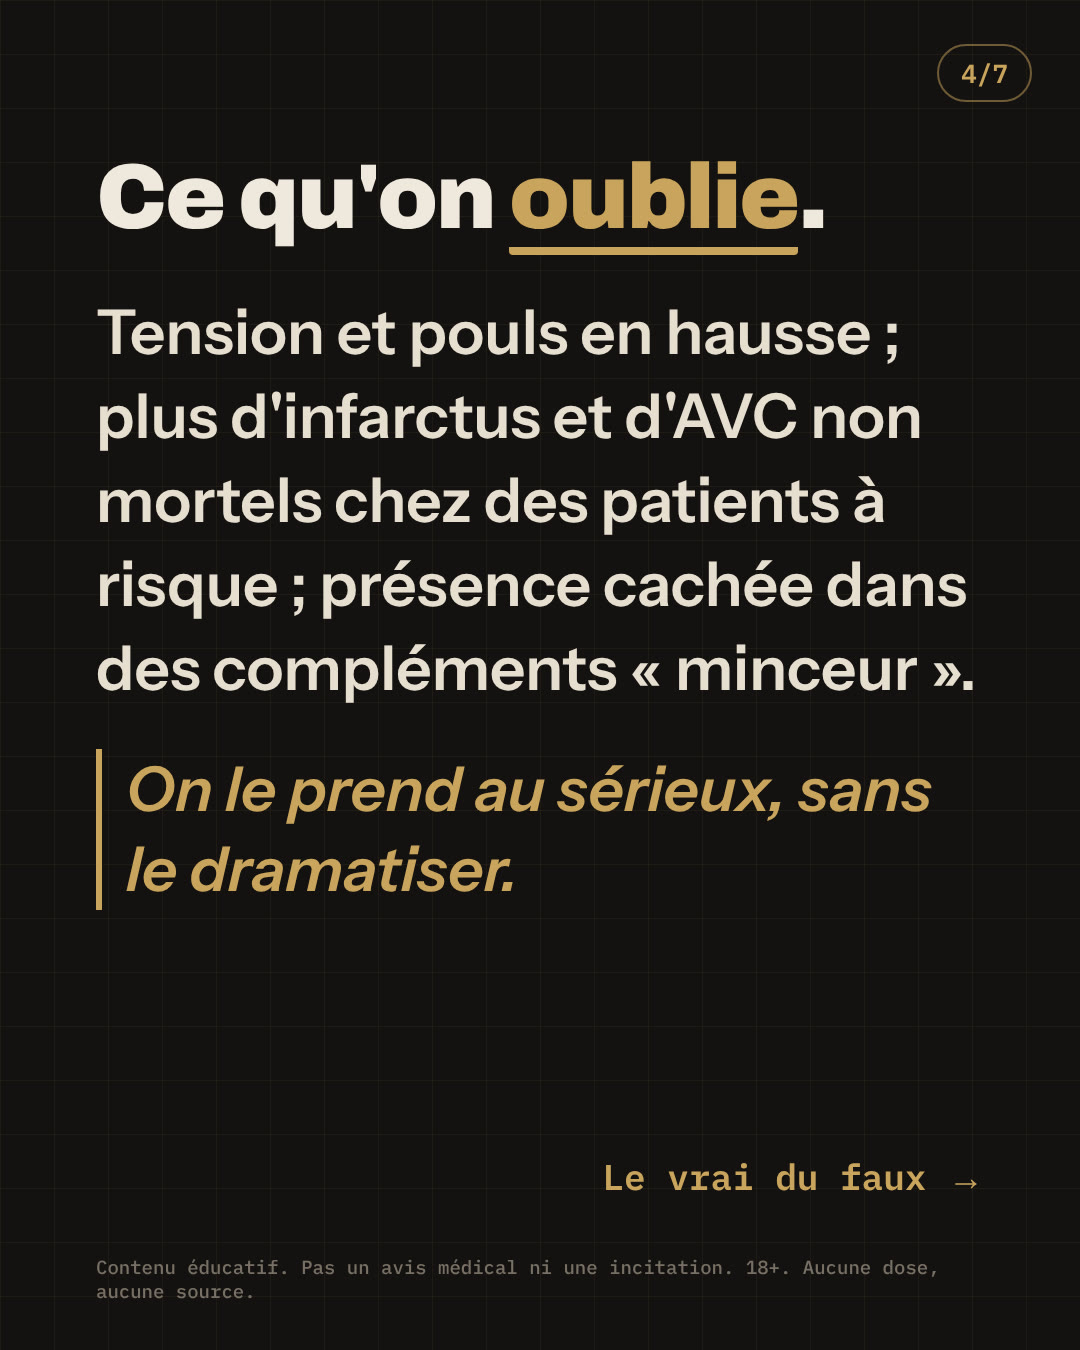 4/7
Ce qu'on oublie.
Tension et pouls en hausse ;
plus d'infarctus et d'AVC non
mortels chez des patients à
risque ; présence cachée dans
des compléments « minceur ».
On le prend au sérieux, sans
le dramatiser.
Le vrai du faux →
Contenu éducatif. Pas un avis médical ni une incitation. 18+. Aucune dose,
aucune source.